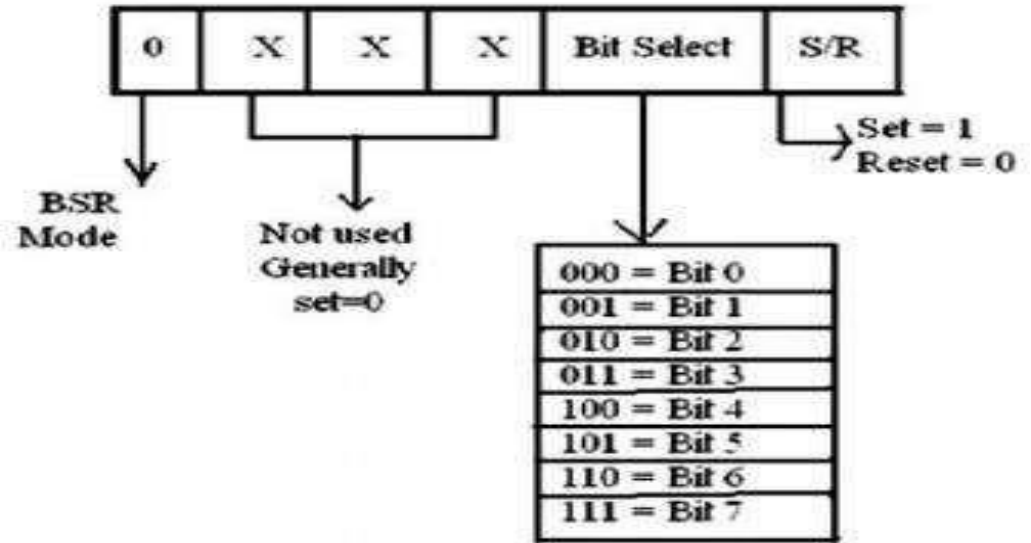 0 X X X Bit Select S/R
Set = 1
Reset = 0
BSR
Mode
Not used
Generally
set=0
000 = Bit 0
001 = Bit 1
010 = Bit 2
011 = Bit 3
100 = Bit 4
101 = Bit 5
110 = Bit 6
111 = Bit 7